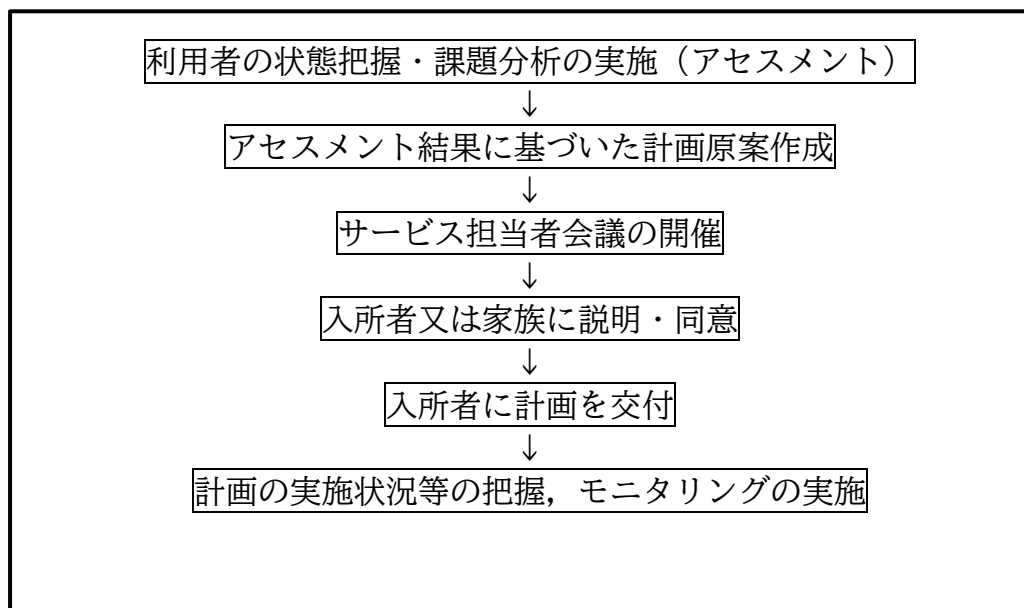 利用者の状態把握・課題分析の実施（アセスメント）
↓
アセスメント結果に基づいた計画原案作成
↓
サービス担当者会議の開催
↓
入所者又は家族に説明・同意
↓
入所者に計画を交付
↓
計画の実施状況等の把握，モニタリングの実施